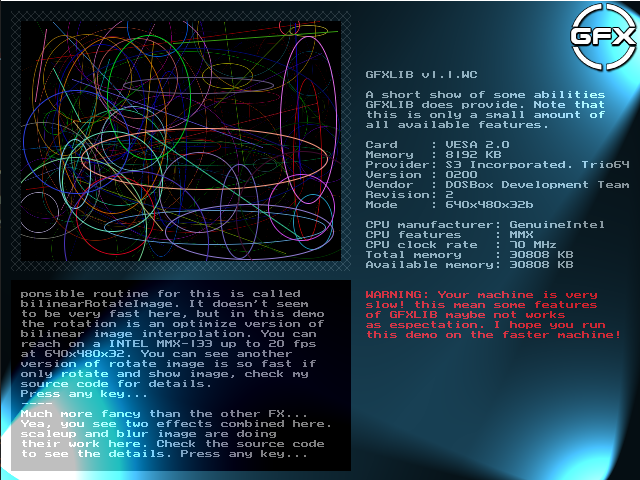 GFX
GFXLIB v1.1.WC
A short show of some abilities
GFXLIB does provide. Note that
this is only a small amount of
all available features.
Card     : VESA 2.0
Memory   : 8192 KB
Provider: S3 Incorporated. Trio64
Version : 0200
Vendor  : DOSBox Development Team
Revision: 2
Mode     : 640x480x32b
CPU manufacturer: GenuineIntel
CPU features    : MMX
CPU clock rate  : 70 MHz
Total memory    : 30808 KB
Available memory: 30808 KB
WARNING: Your machine is very
slow! this mean some features
of GFXLIB maybe not works
as espectation. I hope you run
this demo on the faster machine!
ponsible routine for this is called
bilinearRotateImage. It doesn't seem
to be very fast here, but in this demo
the rotation is an optimize version of
bilinear image interpolation. You can
reach on a INTEL MMX-133 up to 20 fps
at 640x480x32. You can see another
version of rotate image is so fast if
only rotate and show image, check my
source code for details.
Press any key...
----
Much more fancy than the other FX...
Yea, you see two effects combined here.
scaleup and blur image are doing
their work here. Check the source code
to see the details. Press any key...